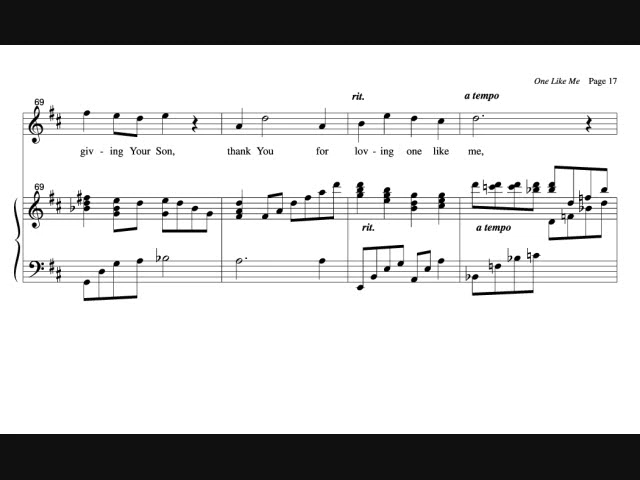 One Like Me Page 17
rit. a tempo
69
giv - ing Your Son, thank You for lov - ing one like me,
69
rit. a tempo